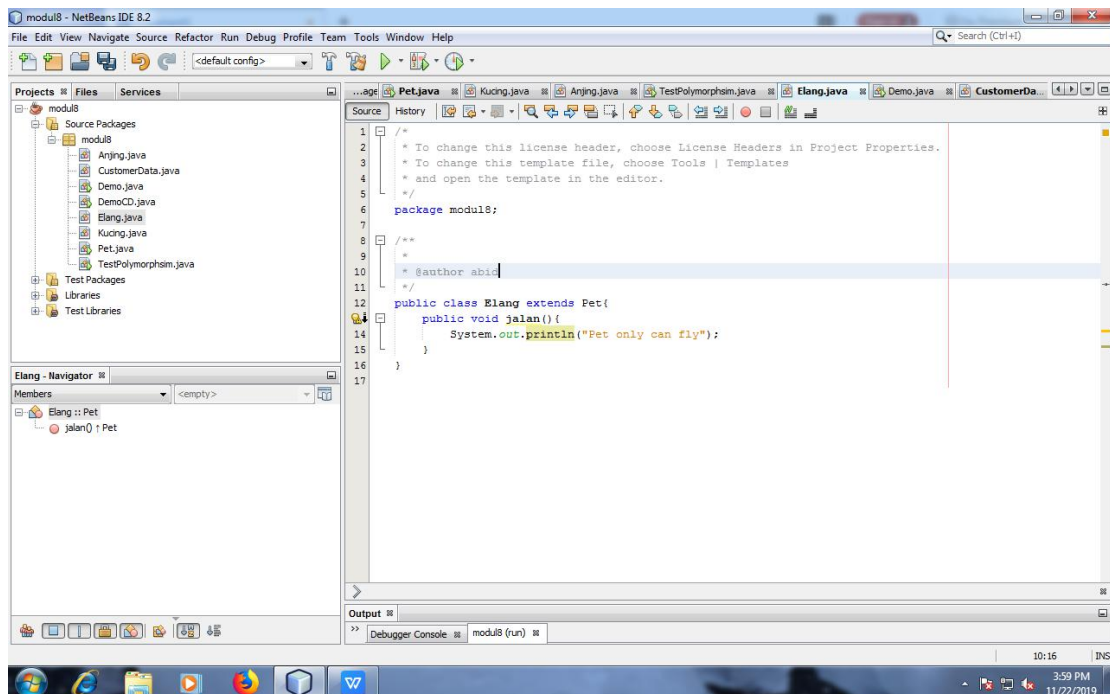 modul8 - NetBeans IDE 8.2
File Edit View Navigate Source Refactor Run Debug Profile Team Tools Window Help
Search (Ctrl+I)
<default config>
Projects Files Services
modul8
Source Packages
modul8
Anjing.java
CustomerData.java
Demo.java
DemoCD.java
Elang.java
Kucing.java
Pet.java
TestPolymorphsim.java
Test Packages
Libraries
Test Libraries
Elang - Navigator
Members <empty>
Elang :: Pet
jalan() ↑ Pet
...age Pet.java Kucing.java Anjing.java TestPolymorphsim.java Elang.java Demo.java CustomerDa...
Source History
1 /*
2 * To change this license header, choose License Headers in Project Properties.
3 * To change this template file, choose Tools | Templates
4 * and open the template in the editor.
5 */
6 package modul8;
7
8 /**
9 *
10 * @author abid
11 */
12 public class Elang extends Pet{
public void jalan(){
14 System.out.println("Pet only can fly");
15 }
16 }
17
Output
Debugger Console modul8 (run)
10:16 INS
3:59 PM
11/22/2019